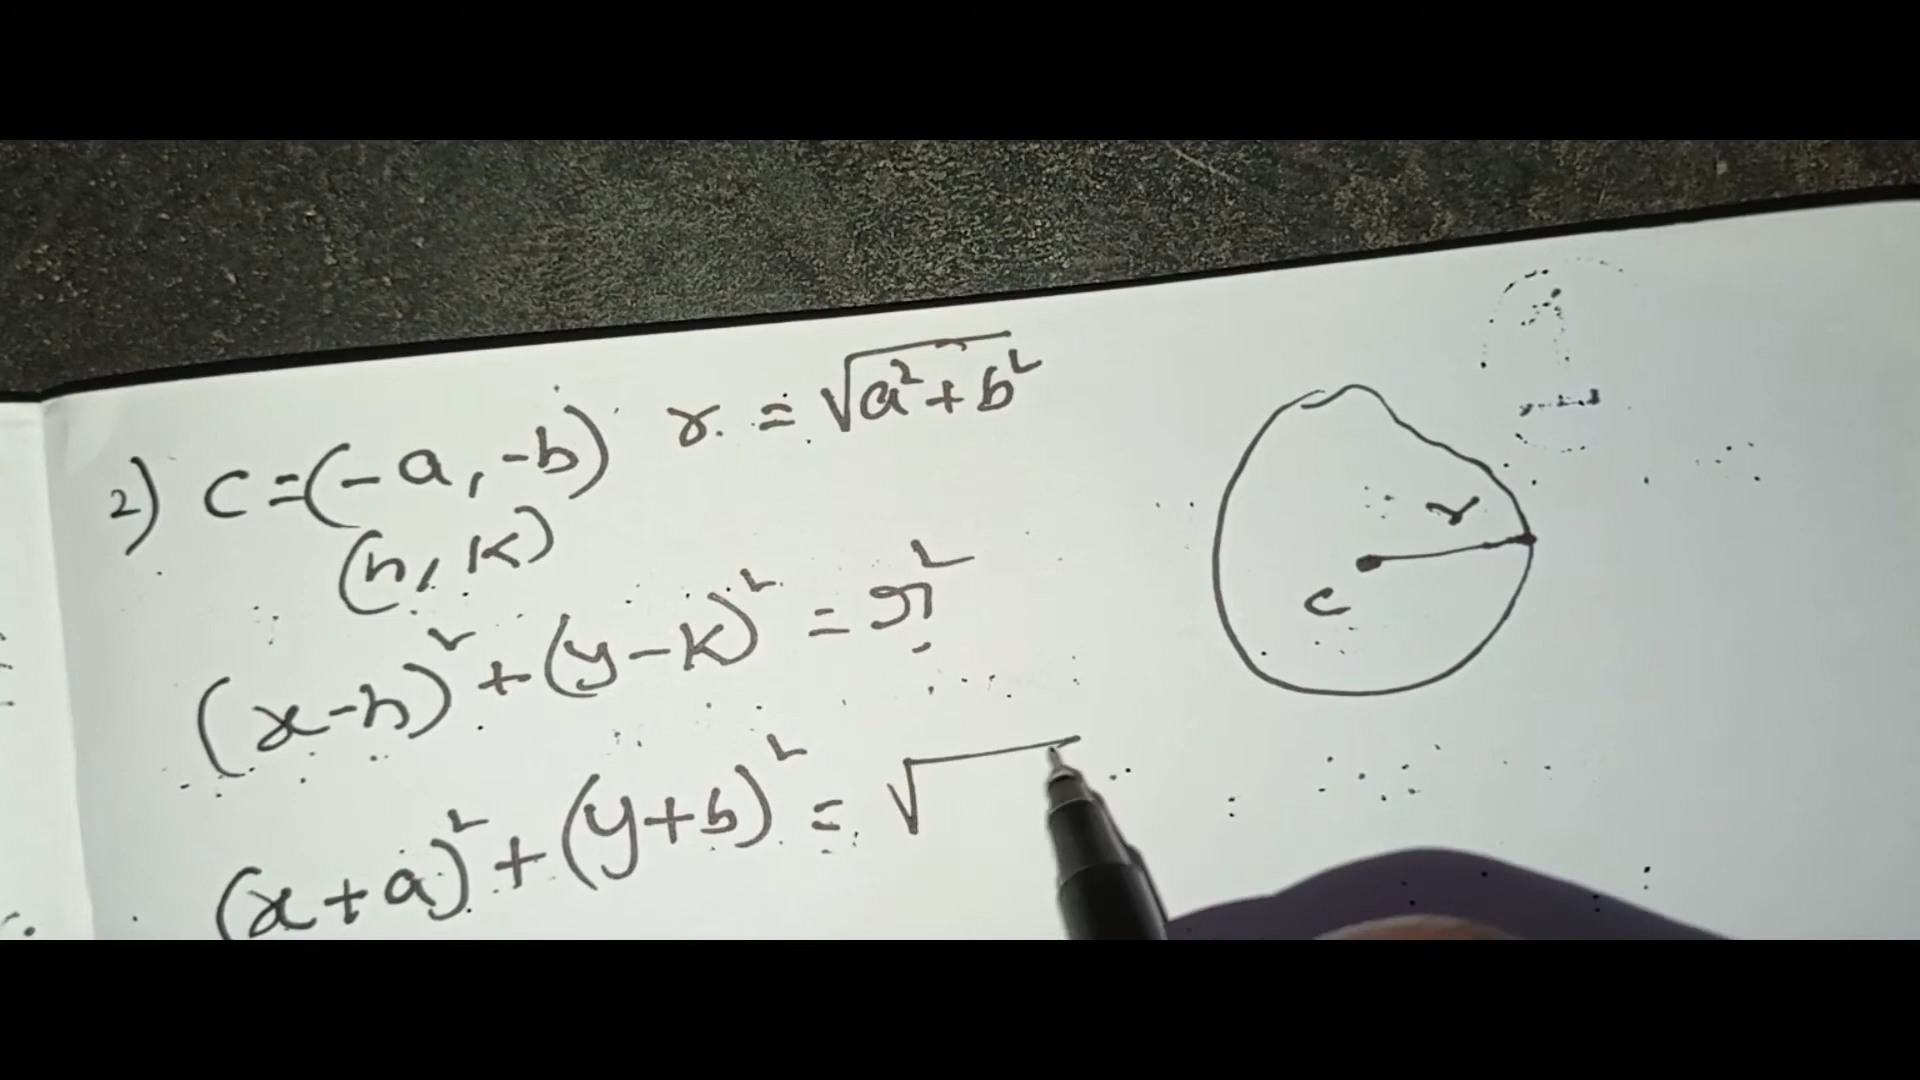 2) C=(-a, -b) r = √a²+b²
(h, k)
(x-h)² + (y-k)² = r²
(x+a)² + (y+b)² = √
r
C